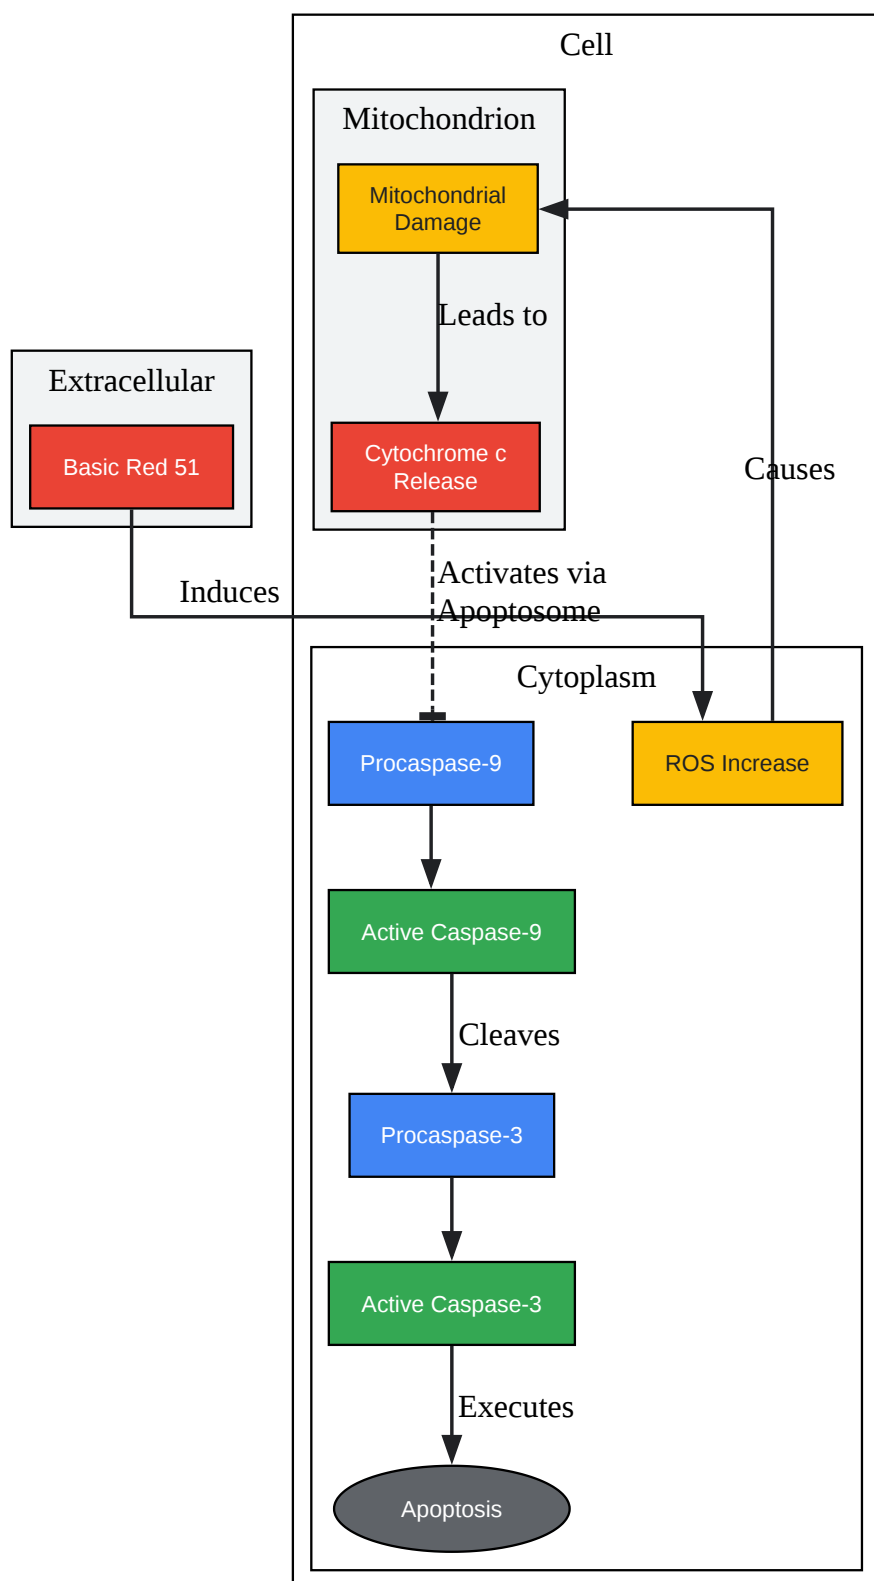 Cell
Mitochondrion
Mitochondrial
Damage
Leads to
Extracellular
Basic Red 51
Cytochrome c
Release
Causes
Activates via
Apoptosome
Induces
Cytoplasm
Procaspase-9
ROS Increase
Active Caspase-9
Cleaves
Procaspase-3
Active Caspase-3
Executes
Apoptosis